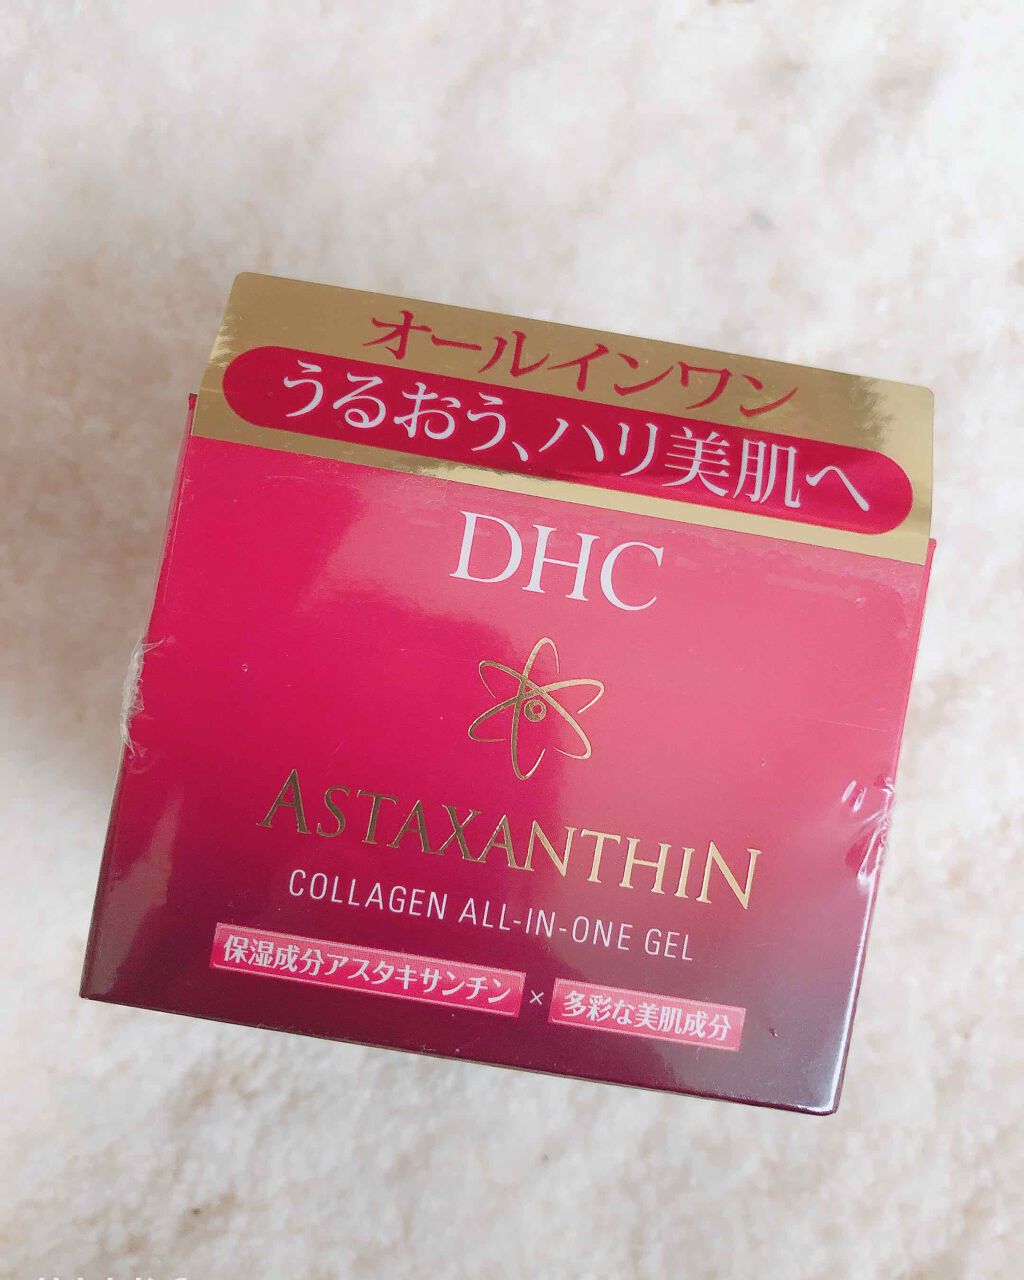 オールインワン
うるおう、ハリ美肌へ
DHC
ASTAXANTHIN
COLLAGEN ALL-IN-ONE GEL
保湿成分アスタキサンチン × 多彩な美肌成分